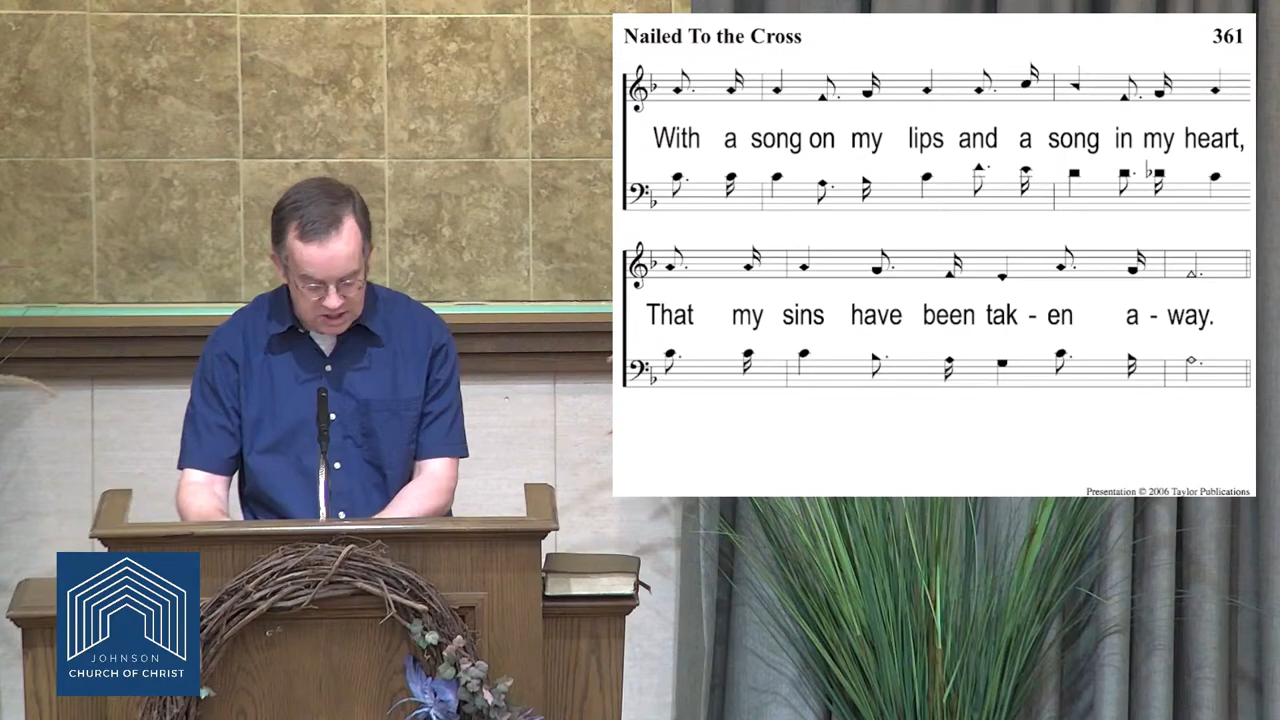 Nailed To the Cross 361
With a song on my lips and a song in my heart,
That my sins have been tak - en a - way.
Presentation © 2006 Taylor Publications
JOHNSON
CHURCH OF CHRIST